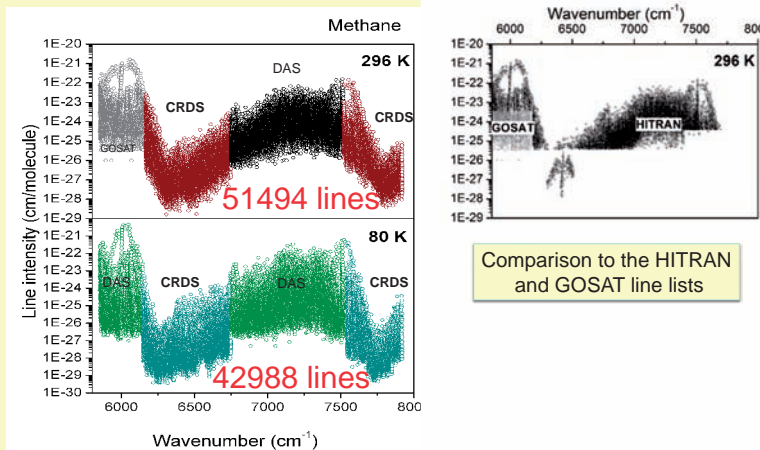 Methane
Line intensity (cm/molecule)
1E-20
1E-21
1E-22
1E-23
1E-24
1E-25
1E-26
1E-27
1E-28
1E-29
296 K
DAS
CRDS
CRDS
GOSAT
51494 lines
1E-21
1E-22
1E-23
1E-24
1E-25
1E-26
1E-27
1E-28
1E-29
1E-30
80 K
DAS
CRDS
DAS
CRDS
42988 lines
6000 6500 7000 7500 800
Wavenumber (cm-1)
Wavenumber (cm-1)
6000 6500 7000 7500 800
1E-20
1E-21
1E-22
1E-23
1E-24
1E-25
1E-26
1E-27
1E-28
1E-29
296 K
GOSAT
HITRAN
Comparison to the HITRAN
and GOSAT line lists